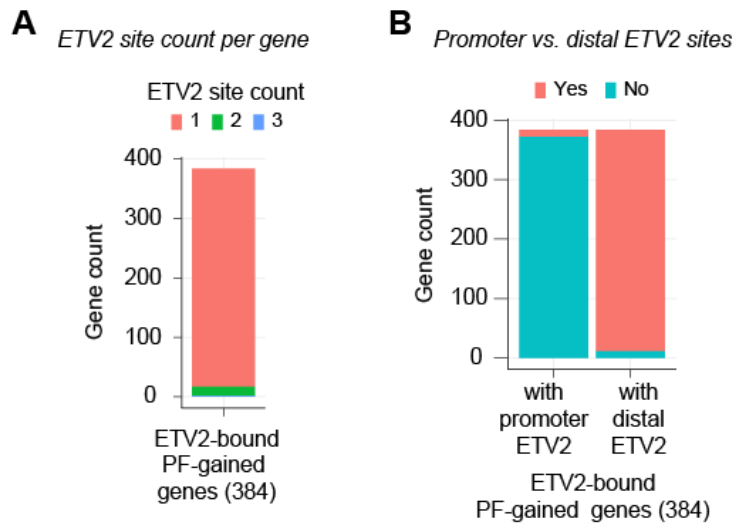 A
ETV2 site count per gene
ETV2 site count
1 2 3
400
300
200
100
0
Gene count
ETV2-bound
PF-gained
genes (384)
B
Promoter vs. distal ETV2 sites
Yes No
400
300
200
100
0
Gene count
with
promoter
ETV2
with
distal
ETV2
ETV2-bound
PF-gained genes (384)